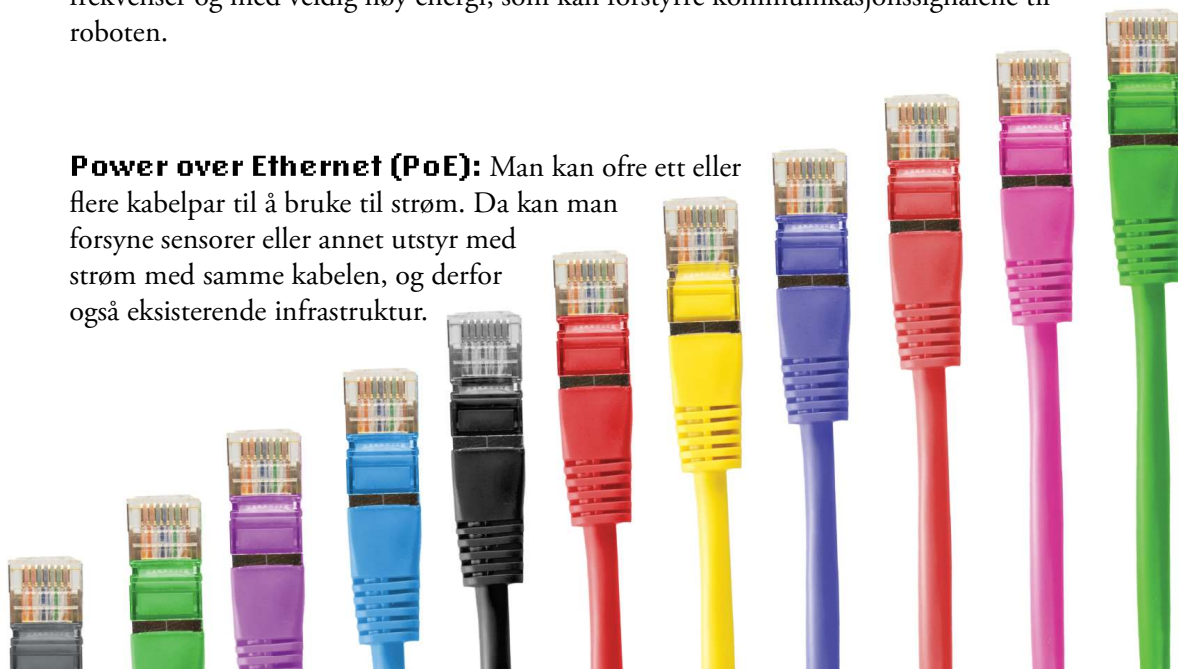 frekvenser og med veldig høy energi, som kan forstyrre kommunikasjonssignalene til
roboten.
Power over Ethernet (PoE): Man kan ofre ett eller
flere kabelpar til å bruke til strøm. Da kan man
forsyne sensorer eller annet utstyr med
strøm med samme kabelen, og derfor
også eksisterende infrastruktur.